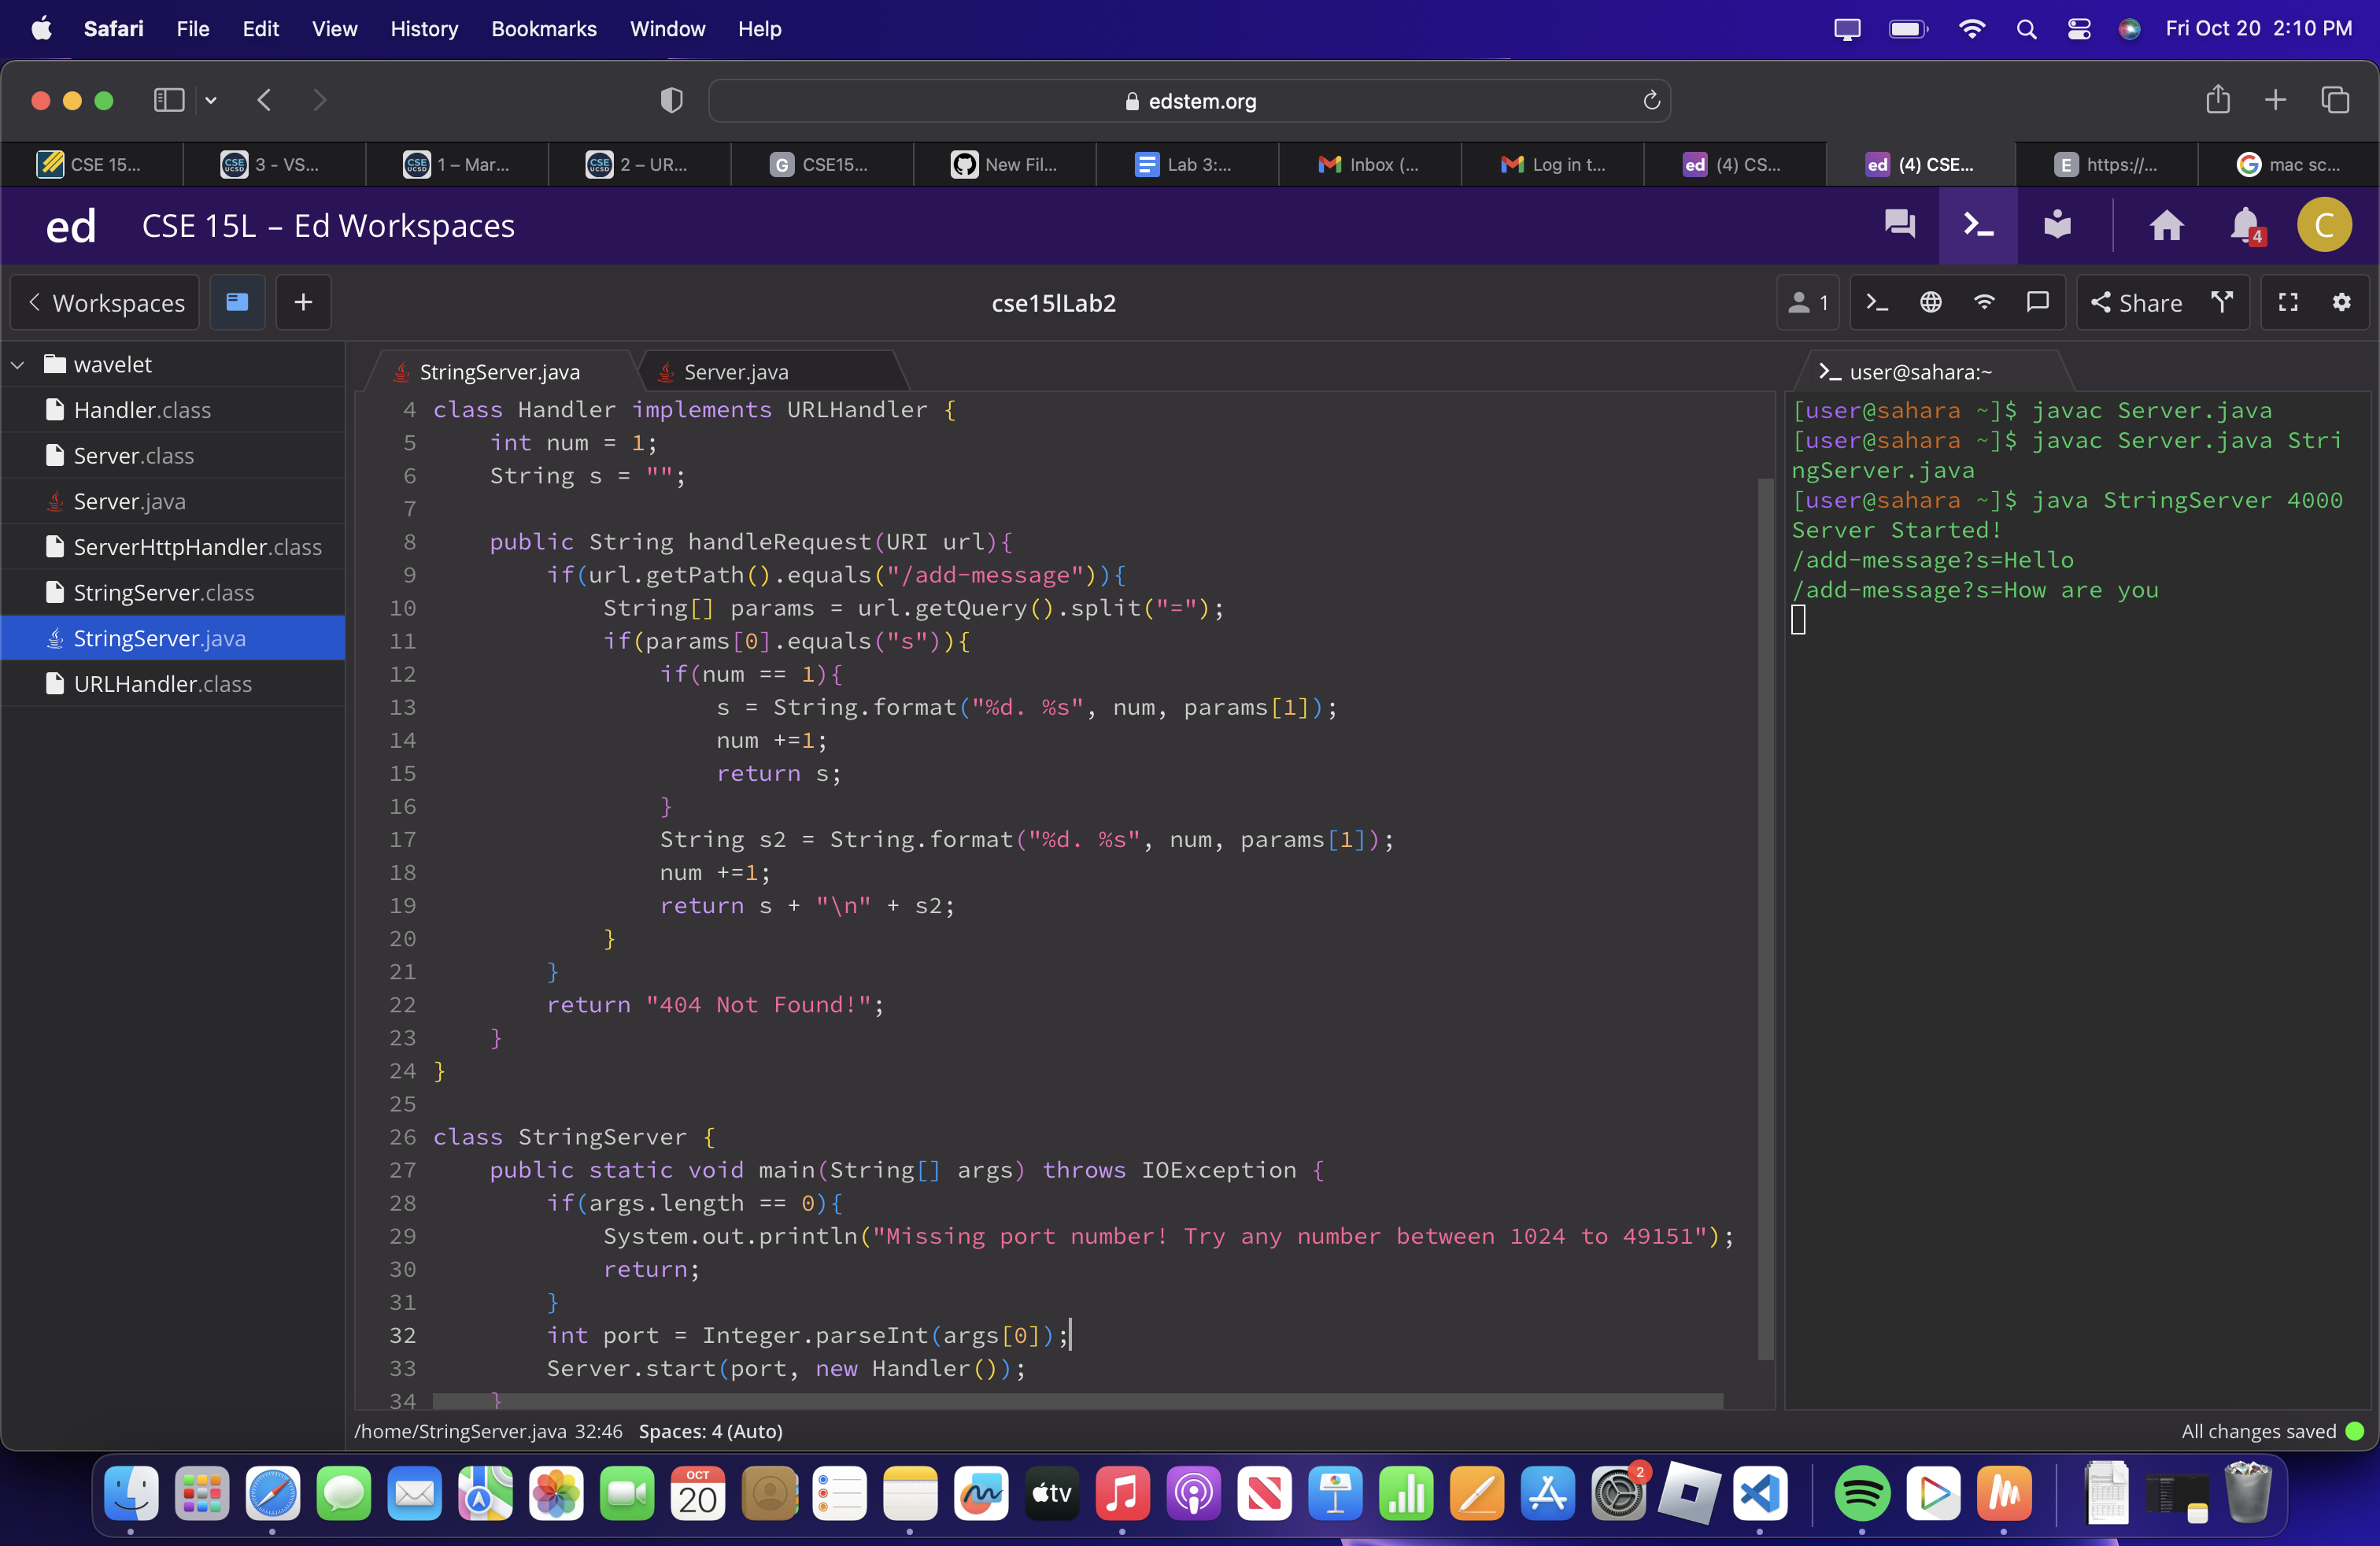 Safari File Edit View History Bookmarks Window Help Fri Oct 20 2:10 PM
edstem.org
CSE 15... 3 - VS... 1 – Mar... 2 – UR... G CSE15... New Fil... Lab 3:... Inbox (... Log in t... ed (4) CS... ed (4) CSE... E https://... mac sc...
ed CSE 15L – Ed Workspaces 4 C
Workspaces cse15lLab2 1 Share
wavelet
Handler.class
Server.class
Server.java
ServerHttpHandler.class
StringServer.class
StringServer.java
URLHandler.class
StringServer.java Server.java
4 class Handler implements URLHandler {
5 int num = 1;
6 String s = "";
7
8 public String handleRequest(URI url){
9 if(url.getPath().equals("/add-message")){
10 String[] params = url.getQuery().split("=");
11 if(params[0].equals("s")){
12 if(num == 1){
13 s = String.format("%d. %s", num, params[1]);
14 num +=1;
15 return s;
16 }
17 String s2 = String.format("%d. %s", num, params[1]);
18 num +=1;
19 return s + "\n" + s2;
20 }
21 }
22 return "404 Not Found!";
23 }
24 }
25
26 class StringServer {
27 public static void main(String[] args) throws IOException {
28 if(args.length == 0){
29 System.out.println("Missing port number! Try any number between 1024 to 49151");
30 return;
31 }
32 int port = Integer.parseInt(args[0]);
33 Server.start(port, new Handler());
34 }
/home/StringServer.java 32:46 Spaces: 4 (Auto)
user@sahara:~
[user@sahara ~]$ javac Server.java
[user@sahara ~]$ javac Server.java Stri
ngServer.java
[user@sahara ~]$ java StringServer 4000
Server Started!
/add-message?s=Hello
/add-message?s=How are you
All changes saved
OCT
20
tv
2